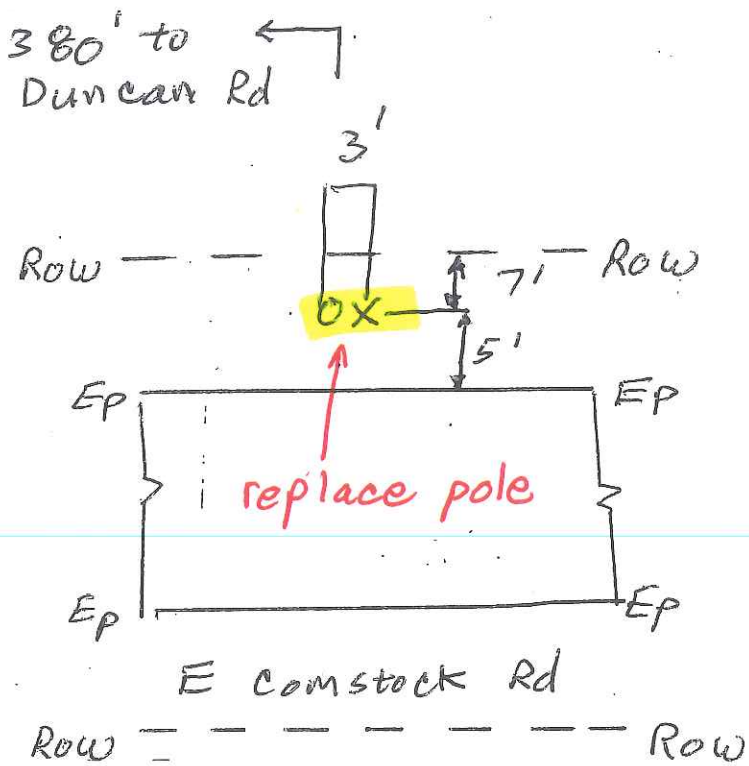 380' to
Duncan Rd
3'
Row
7'
Row
OX
5'
Ep
Ep
replace pole
Ep
Ep
E comstock Rd
Row
Row